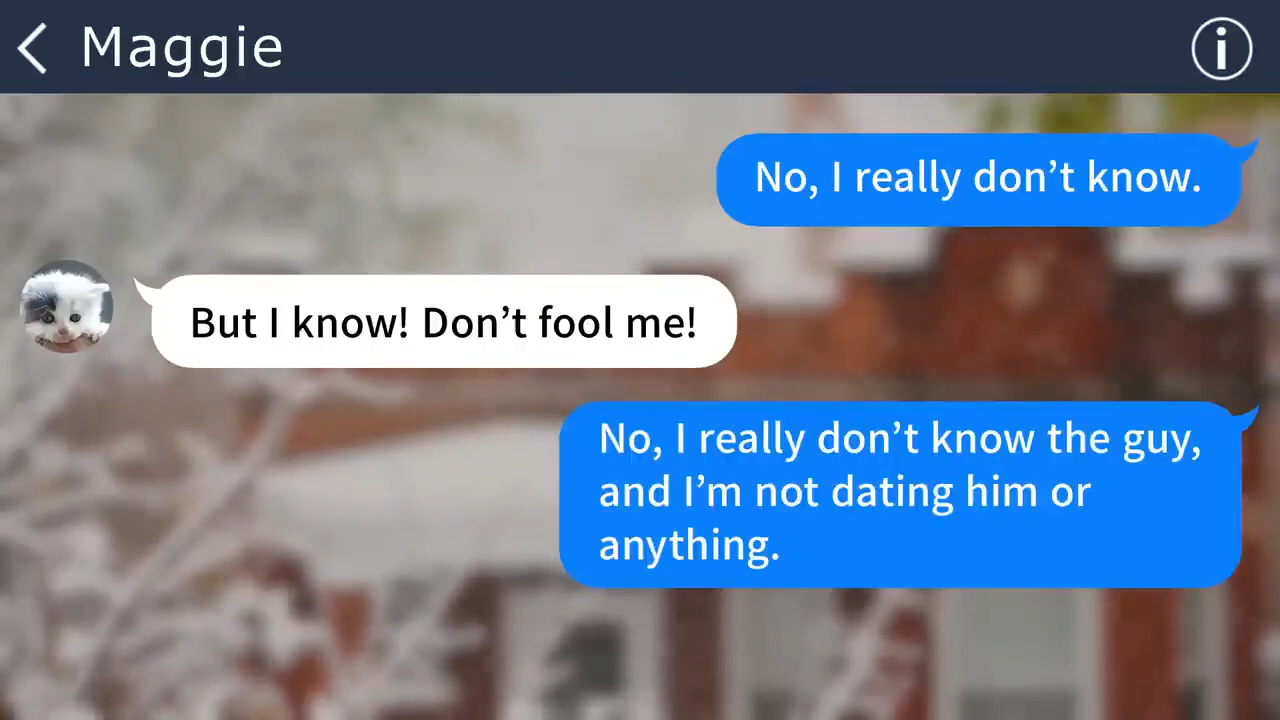 Maggie
No, I really don’t know.
But I know! Don’t fool me!
No, I really don’t know the guy,
and I’m not dating him or
anything.